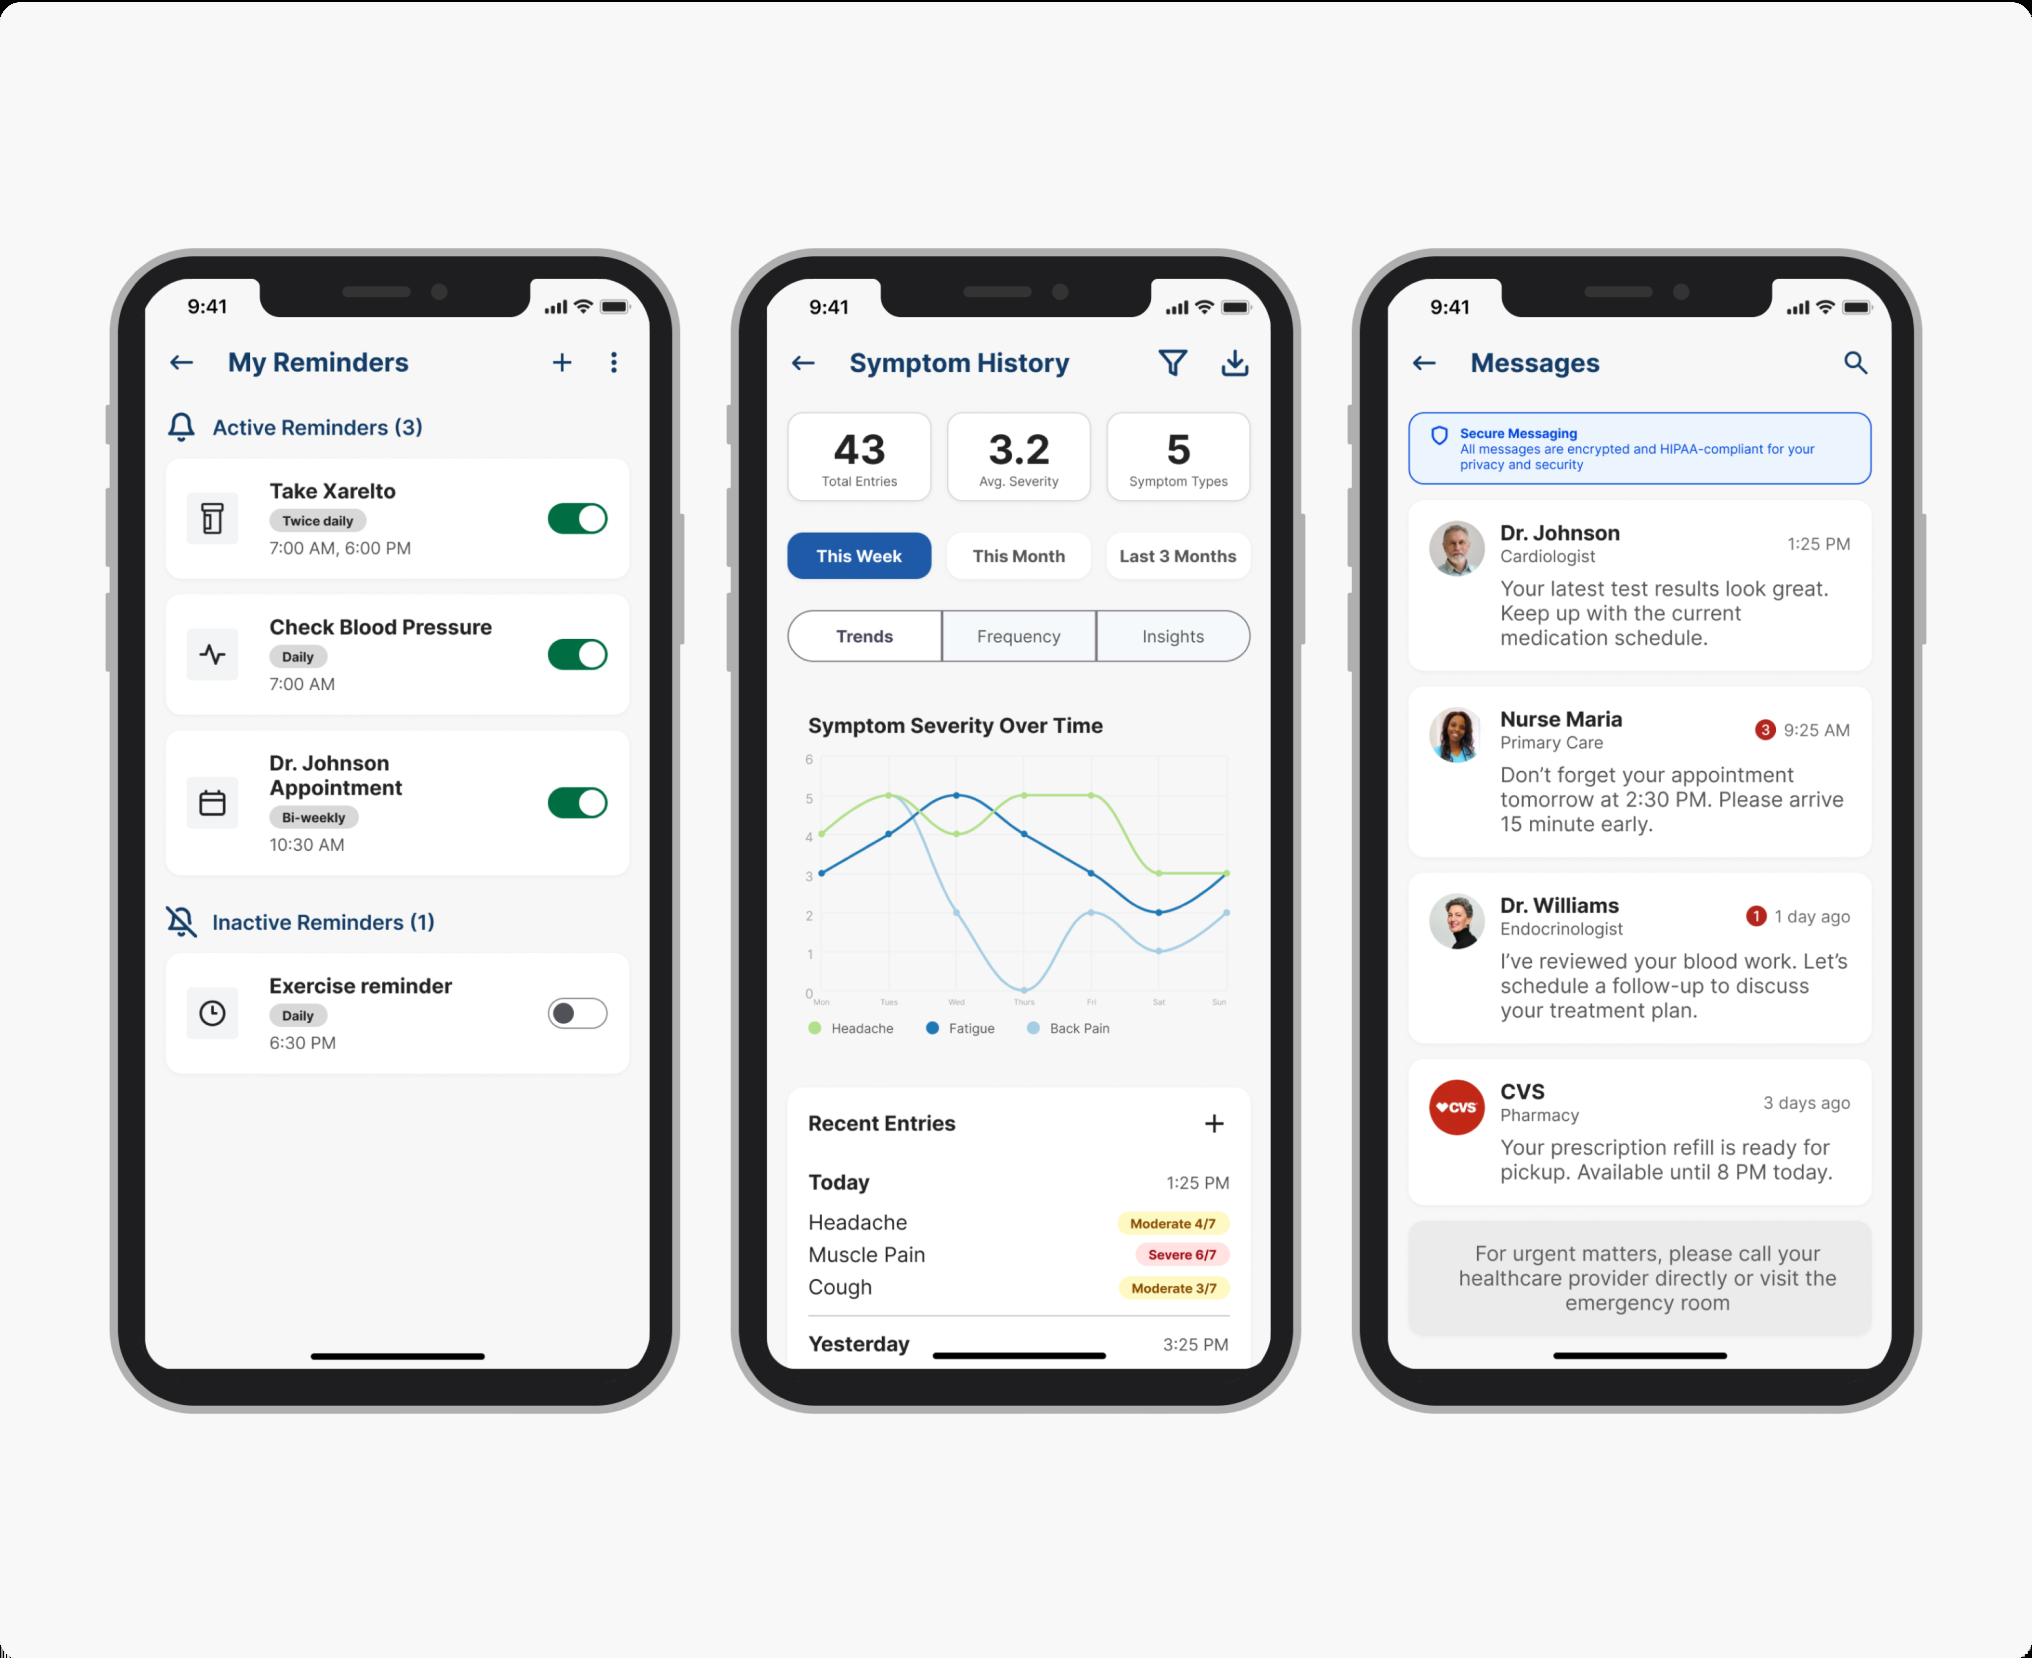 9:41
My Reminders
Active Reminders (3)
Take Xarelto
Twice daily
7:00 AM, 6:00 PM
Check Blood Pressure
Daily
7:00 AM
Dr. Johnson
Appointment
Bi-weekly
10:30 AM
Inactive Reminders (1)
Exercise reminder
Daily
6:30 PM
9:41
Symptom History
43 3.2 5
Total Entries Avg. Severity Symptom Types
This Week This Month Last 3 Months
Trends Frequency Insights
Symptom Severity Over Time
6
5
4
3
2
1
0
Mon Tues Wed Thurs Fri Sat Sun
Headache Fatigue Back Pain
Recent Entries
Today 1:25 PM
Headache Moderate 4/7
Muscle Pain Severe 6/7
Cough Moderate 3/7
Yesterday 3:25 PM
9:41
Messages
Secure Messaging
All messages are encrypted and HIPAA-compliant for your
privacy and security
Dr. Johnson 1:25 PM
Cardiologist
Your latest test results look great.
Keep up with the current
medication schedule.
Nurse Maria 3 9:25 AM
Primary Care
Don't forget your appointment
tomorrow at 2:30 PM. Please arrive
15 minute early.
Dr. Williams 1 1 day ago
Endocrinologist
I've reviewed your blood work. Let's
schedule a follow-up to discuss
your treatment plan.
CVS CVS 3 days ago
Pharmacy
Your prescription refill is ready for
pickup. Available until 8 PM today.
For urgent matters, please call your
healthcare provider directly or visit the
emergency room